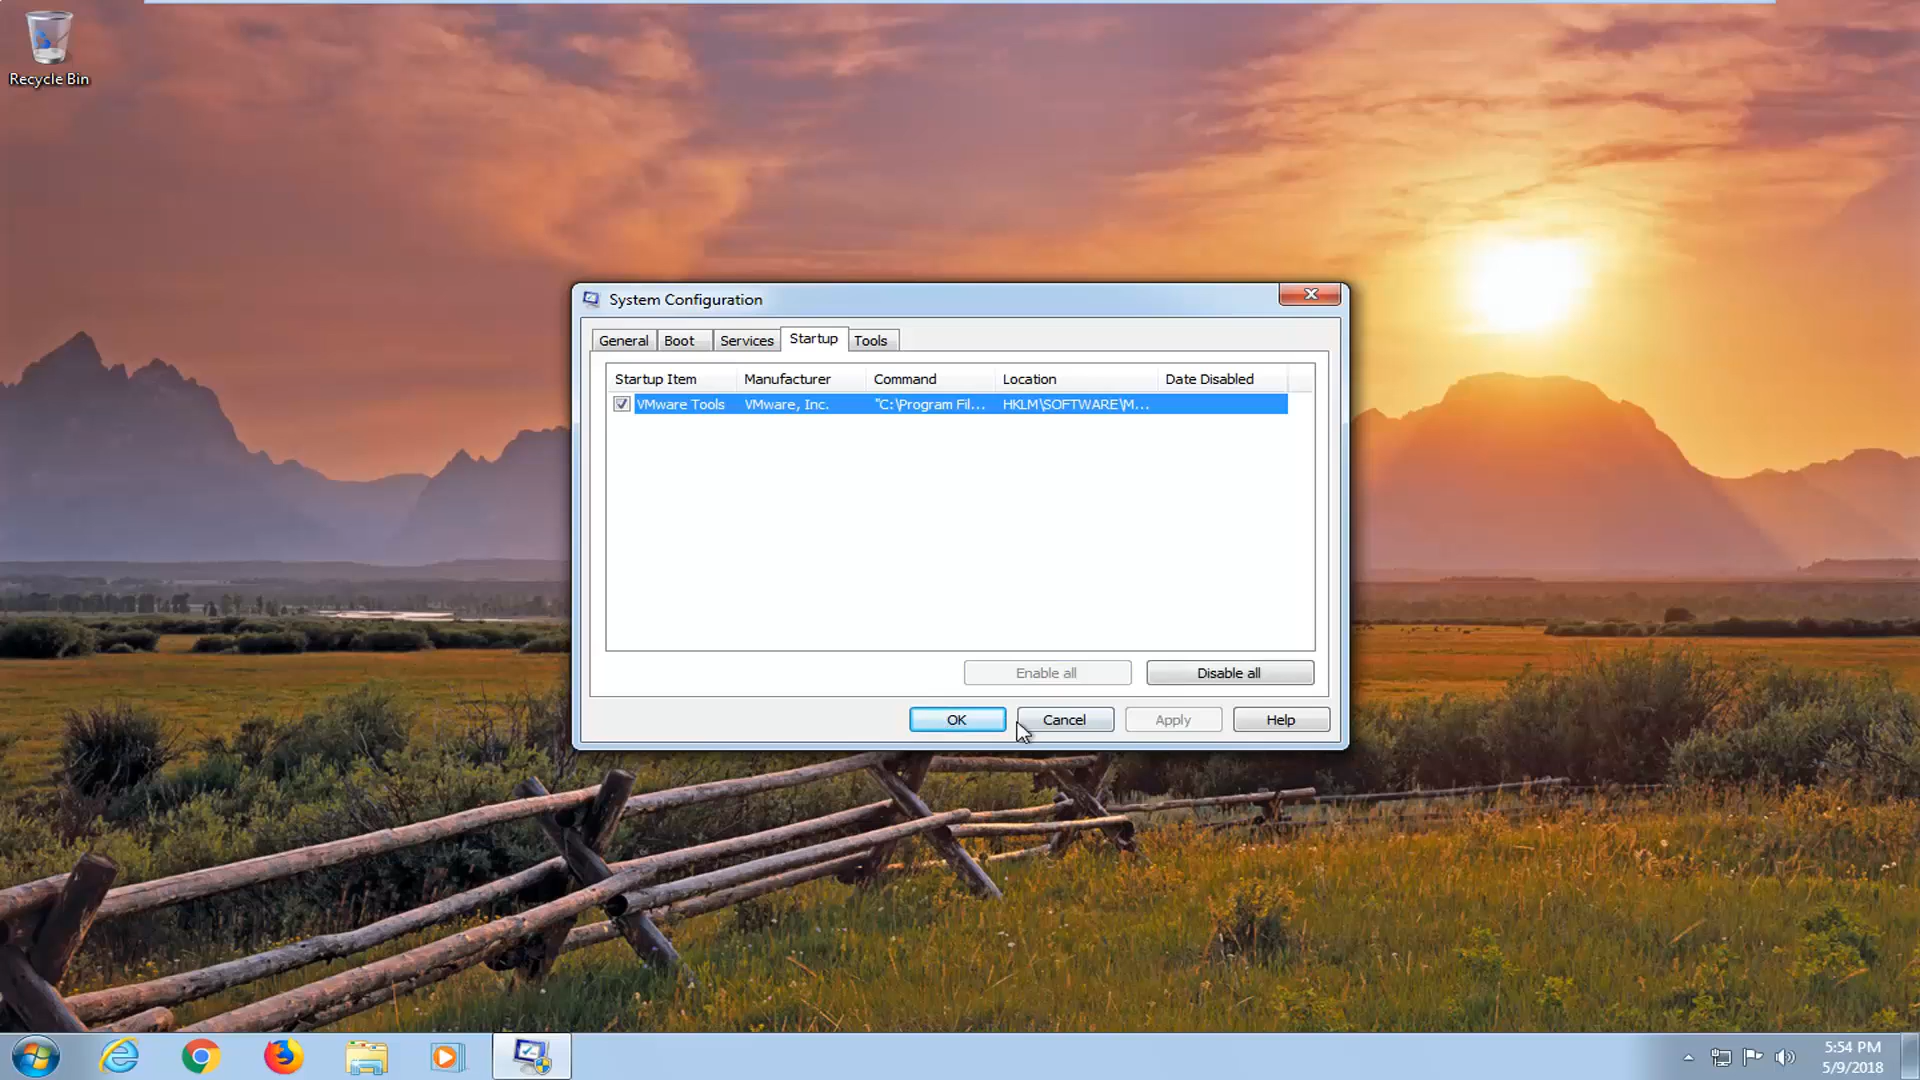 Recycle Bin
System Configuration
General Boot Services Startup Tools
Startup Item Manufacturer Command Location Date Disabled
VMware Tools VMware, Inc. "C:\Program Fil... HKLM\SOFTWARE\M...
Enable all Disable all
OK Cancel Apply Help
5:54 PM
5/9/2018